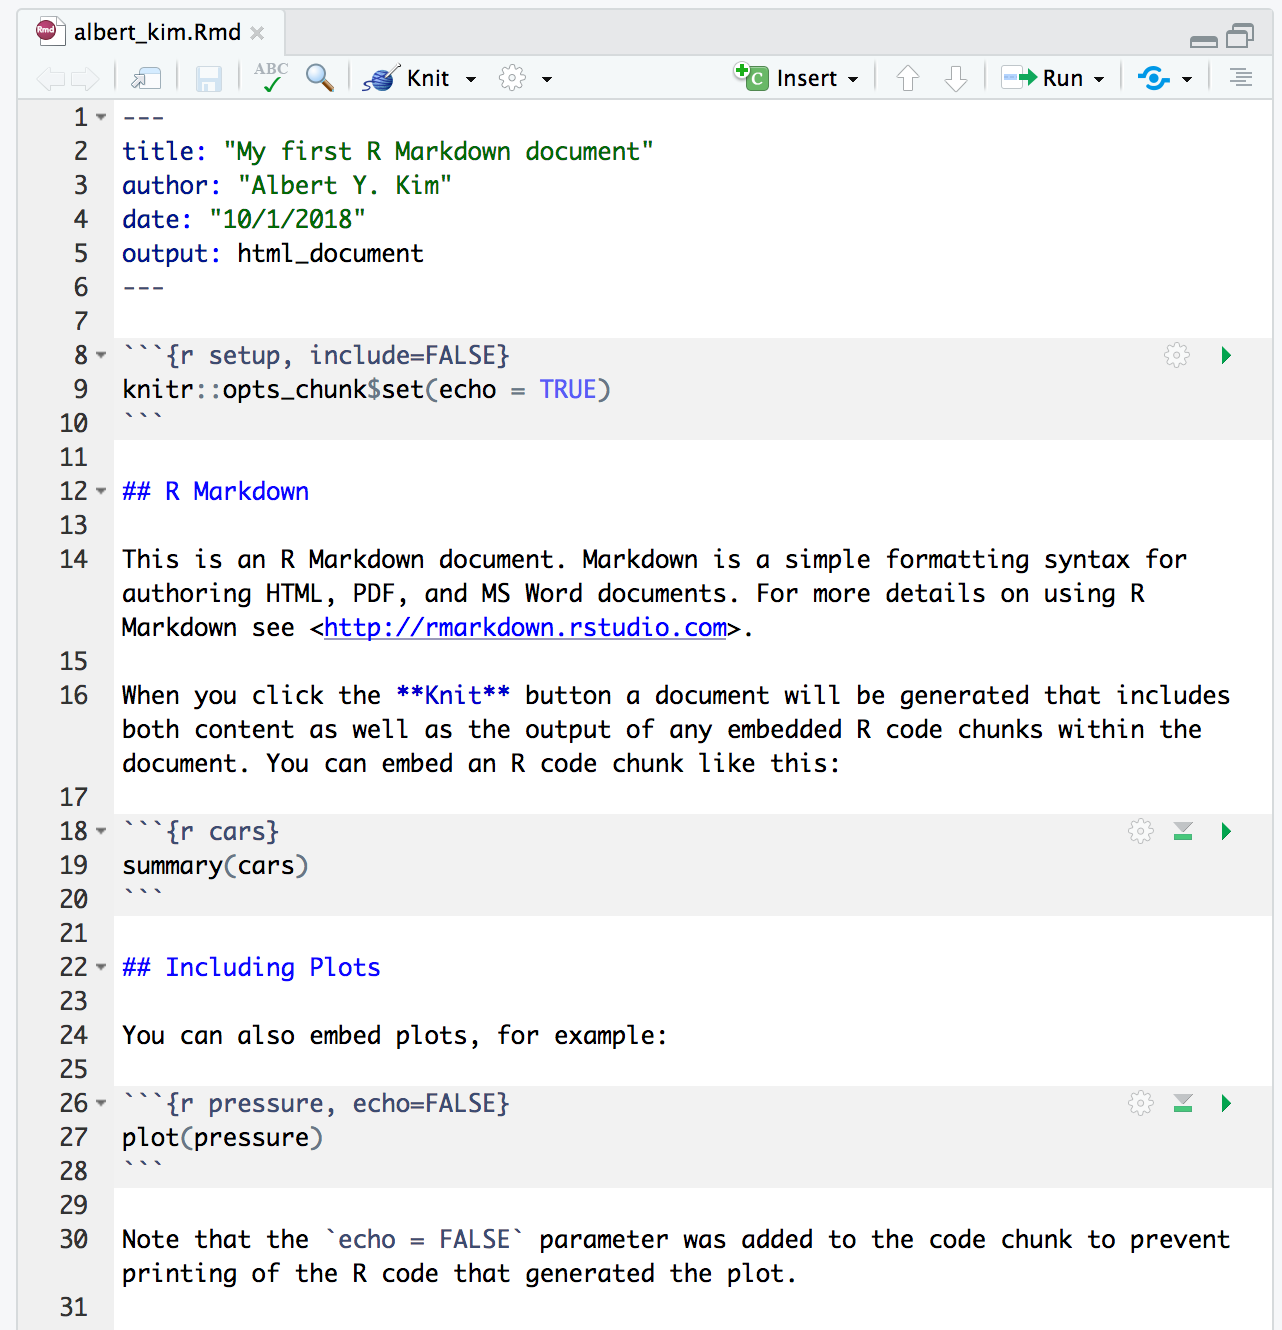 Rmd albert_kim.Rmd
ABC Knit Insert Run
1 ---
2 title: "My first R Markdown document"
3 author: "Albert Y. Kim"
4 date: "10/1/2018"
5 output: html_document
6 ---
7
8 ```{r setup, include=FALSE}
9 knitr::opts_chunk$set(echo = TRUE)
10 ```
11
12 ## R Markdown
13
14 This is an R Markdown document. Markdown is a simple formatting syntax for
authoring HTML, PDF, and MS Word documents. For more details on using R
Markdown see <http://rmarkdown.rstudio.com>.
15
16 When you click the **Knit** button a document will be generated that includes
both content as well as the output of any embedded R code chunks within the
document. You can embed an R code chunk like this:
17
18 ```{r cars}
19 summary(cars)
20 ```
21
22 ## Including Plots
23
24 You can also embed plots, for example:
25
26 ```{r pressure, echo=FALSE}
27 plot(pressure)
28 ```
29
30 Note that the `echo = FALSE` parameter was added to the code chunk to prevent
printing of the R code that generated the plot.
31